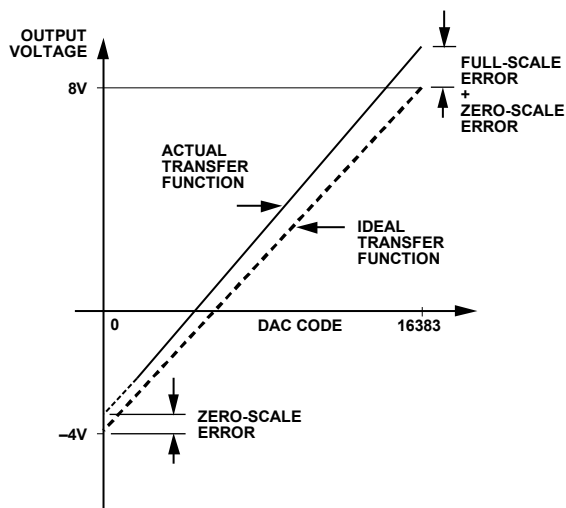 OUTPUT
VOLTAGE
8V
FULL-SCALE
ERROR
+
ZERO-SCALE
ERROR
ACTUAL
TRANSFER
FUNCTION
IDEAL
TRANSFER
FUNCTION
0
DAC CODE
16383
ZERO-SCALE
ERROR
–4V